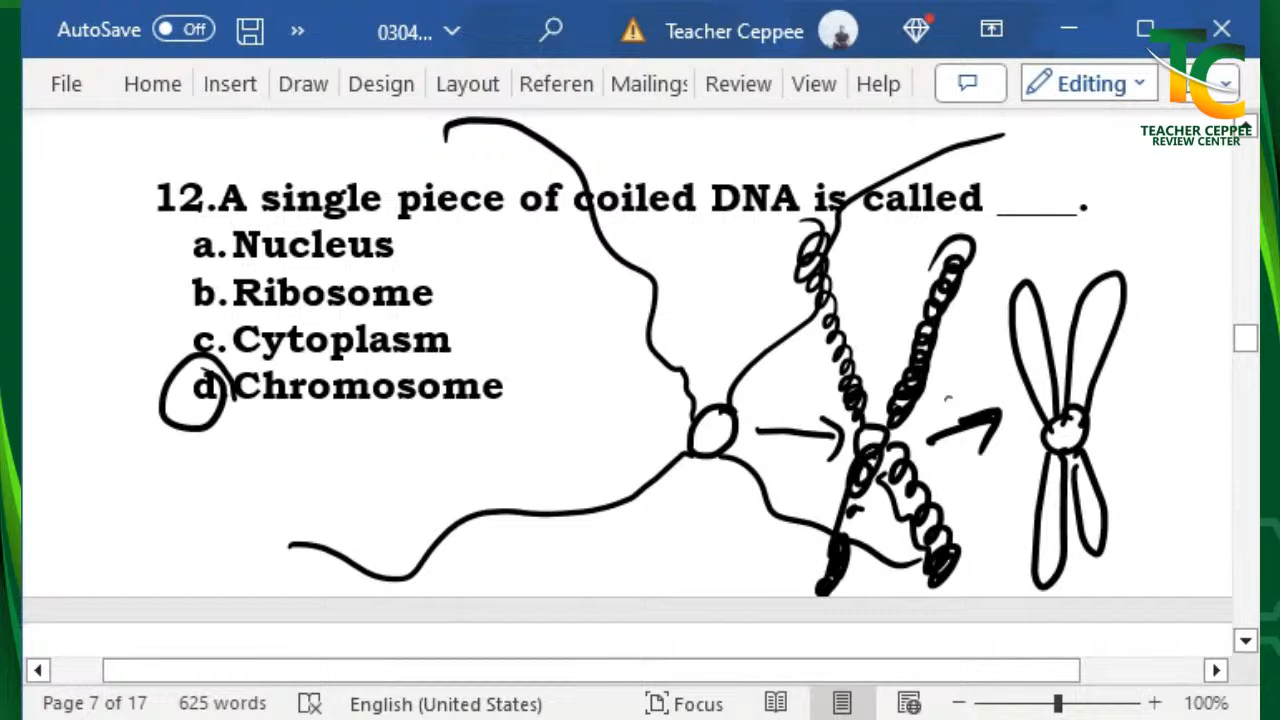 AutoSave Off » 0304... Teacher Ceppee
TC
File Home Insert Draw Design Layout Referen Mailings Review View Help Editing
TEACHER CEPPEE
REVIEW CENTER
12.A single piece of coiled DNA is called ____.
a. Nucleus
b. Ribosome
c. Cytoplasm
d. Chromosome
Page 7 of 17 625 words English (United States) Focus 100%